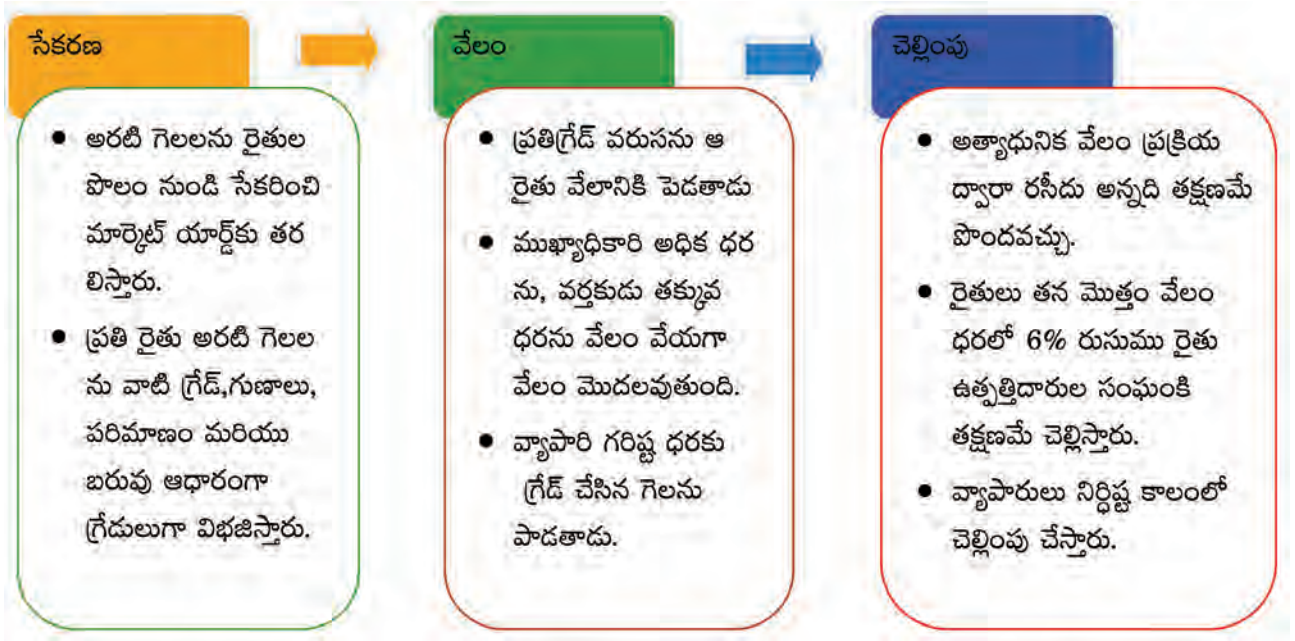 సేకరణ
• అరటి గెలలను రైతుల
పొలం నుండి సేకరించి
మార్కెట్ యార్డ్‌కు తర
లిస్తారు.
• ప్రతి రైతు అరటి గెలల
ను వాటి గ్రేడ్,గుణాలు,
పరిమాణం మరియు
బరువు ఆధారంగా
గ్రేడులుగా విభజిస్తారు.
వేలం
• ప్రతిగ్రేడ్ వరుసను ఆ
రైతు వేలానికి పెడతాడు
• ముఖ్యాధికారి అధిక ధర
ను, వర్తకుడు తక్కువ
ధరను వేలం వేయగా
వేలం మొదలవుతుంది.
• వ్యాపారి గరిష్ట ధరకు
గ్రేడ్ చేసిన గెలను
పాడతాడు.
చెల్లింపు
• అత్యాధునిక వేలం ప్రక్రియ
ద్వారా రసీదు అన్నది తక్షణమే
పొందవచ్చు.
• రైతులు తన మొత్తం వేలం
ధరలో 6% రుసుము రైతు
ఉత్పత్తిదారుల సంఘంకి
తక్షణమే చెల్లిస్తారు.
• వ్యాపారులు నిర్ధిష్ట కాలంలో
చెల్లింపు చేస్తారు.